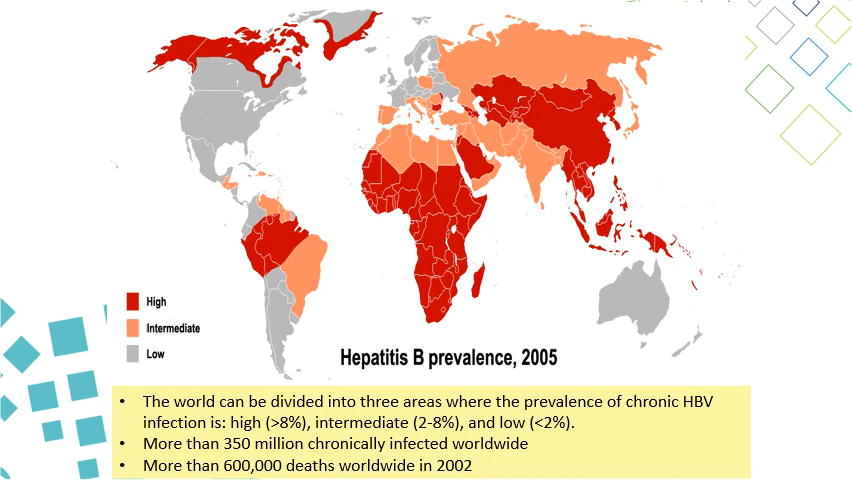 High
Intermediate
Low
Hepatitis B prevalence, 2005
• The world can be divided into three areas where the prevalence of chronic HBV
infection is: high (>8%), intermediate (2-8%), and low (<2%).
• More than 350 million chronically infected worldwide
• More than 600,000 deaths worldwide in 2002